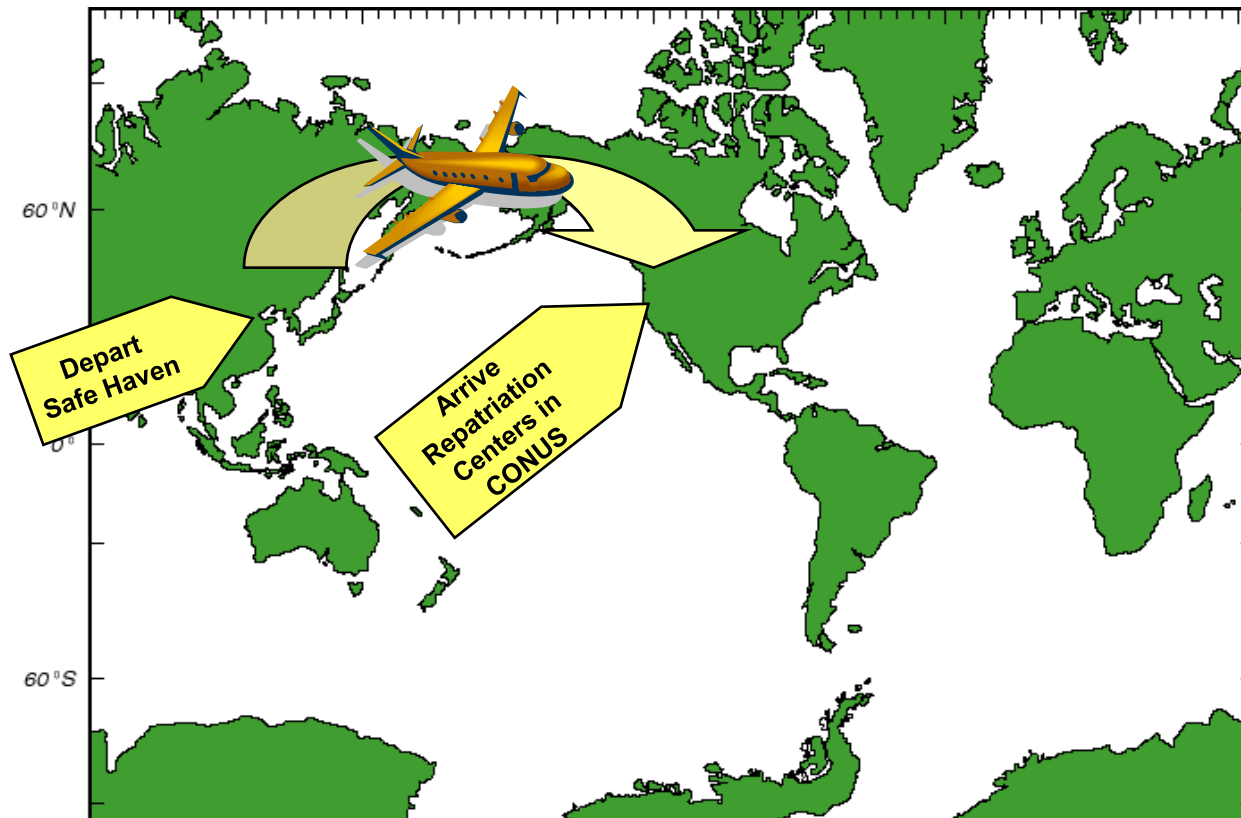 60°N
Depart
Safe Haven
Arrive
Repatriation
Centers in
CONUS
0°
60°S